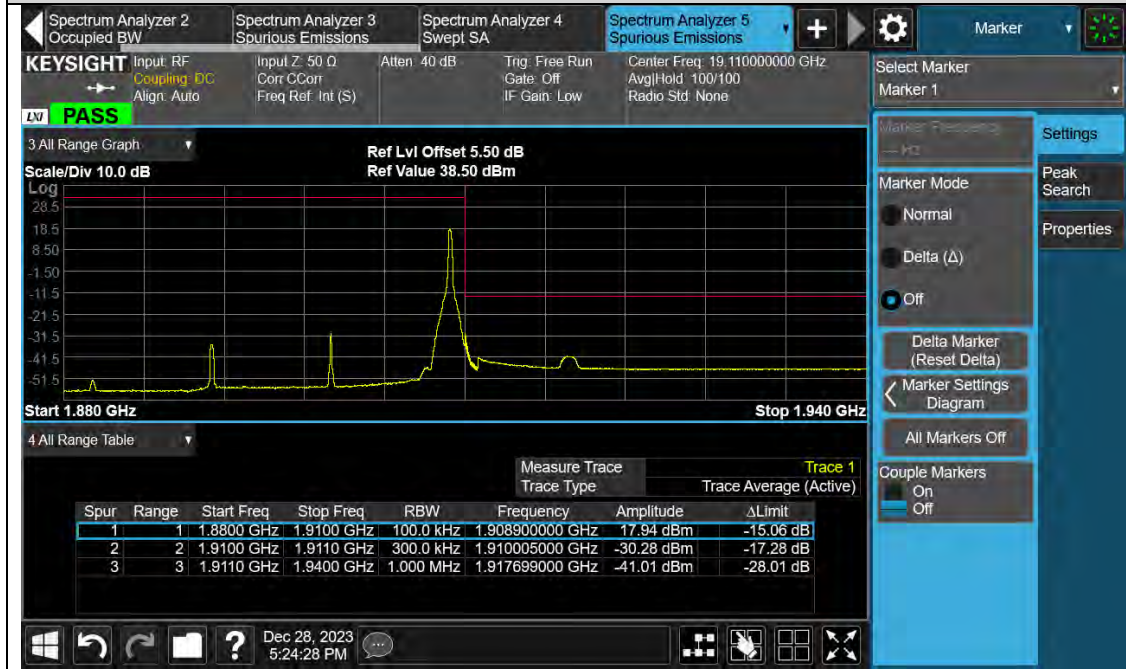 Spectrum Analyzer 2
Occupied BW
Spectrum Analyzer 3
Spurious Emissions
Spectrum Analyzer 4
Swept SA
Spectrum Analyzer 5
Spurious Emissions
+
Marker
KEYSIGHT
LXI PASS
Input: RF
Coupling: DC
Align: Auto
Input Z: 50 Ω
Corr CCorr
Freq Ref: Int (S)
Atten: 40 dB
Trig: Free Run
Gate: Off
IF Gain: Low
Center Freq: 19.110000000 GHz
Avg|Hold: 100/100
Radio Std: None
Select Marker
Marker 1
3 All Range Graph
Ref Lvl Offset 5.50 dB
Scale/Div 10.0 dB
Ref Value 38.50 dBm
Log
28.5
18.5
8.50
-1.50
-11.5
-21.5
-31.5
-41.5
-51.5
Start 1.880 GHz
Stop 1.940 GHz
4 All Range Table
Measure Trace Trace 1
Trace Type Trace Average (Active)
Spur Range Start Freq Stop Freq RBW Frequency Amplitude ΔLimit
1 1 1.8800 GHz 1.9100 GHz 100.0 kHz 1.908900000 GHz 17.94 dBm -15.06 dB
2 2 1.9100 GHz 1.9110 GHz 300.0 kHz 1.910005000 GHz -30.28 dBm -17.28 dB
3 3 1.9110 GHz 1.9400 GHz 1.000 MHz 1.917699000 GHz -41.01 dBm -28.01 dB
Marker Frequency
--- Hz
Marker Mode
Normal
Delta (Δ)
Off
Delta Marker
(Reset Delta)
Marker Settings
Diagram
All Markers Off
Couple Markers
On
Off
Settings
Peak
Search
Properties
?
Dec 28, 2023
5:24:28 PM